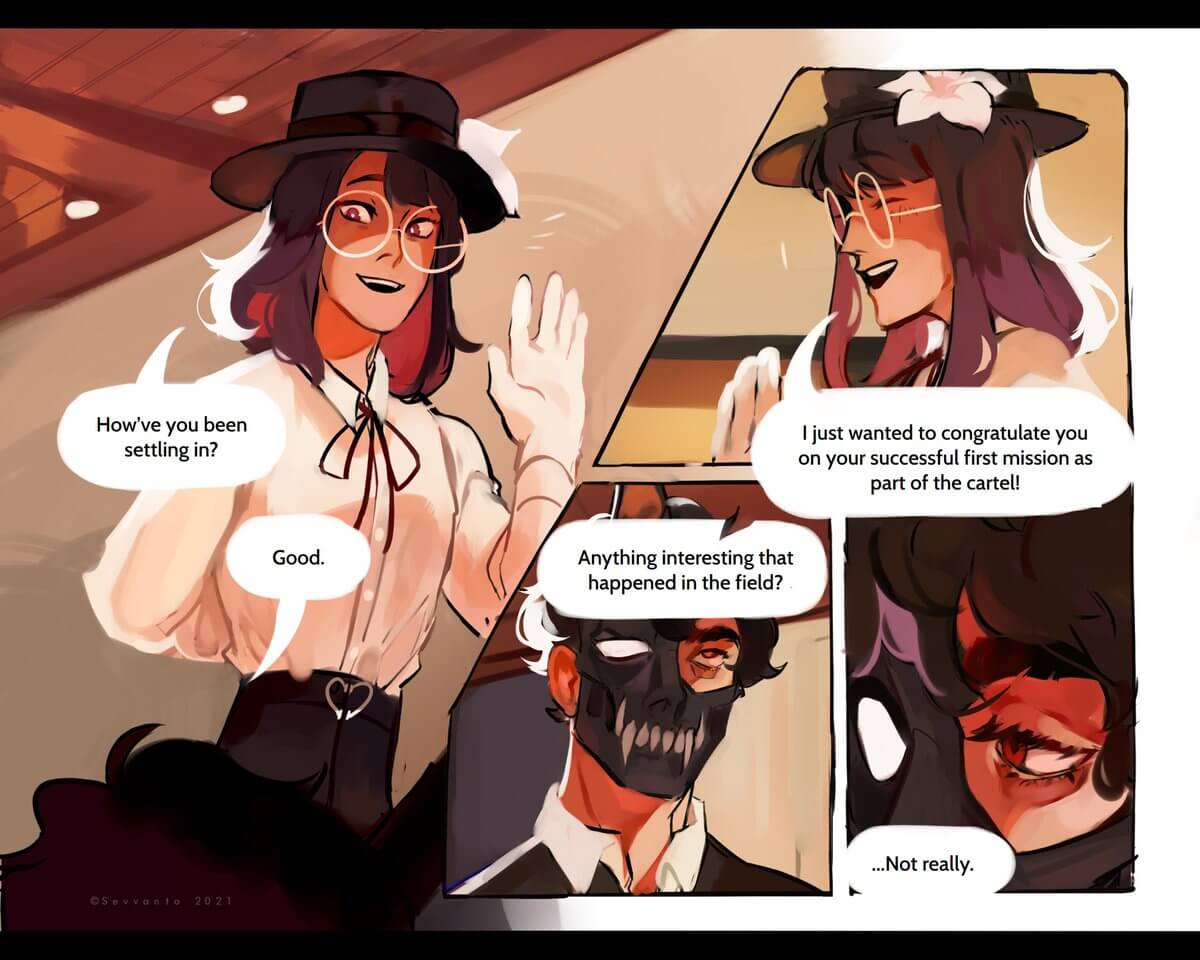 How've you been
settling in?
Good.
I just wanted to congratulate you
on your successful first mission as
part of the cartel!
Anything interesting that
happened in the field?
...Not really.
©Sevvanto 2021